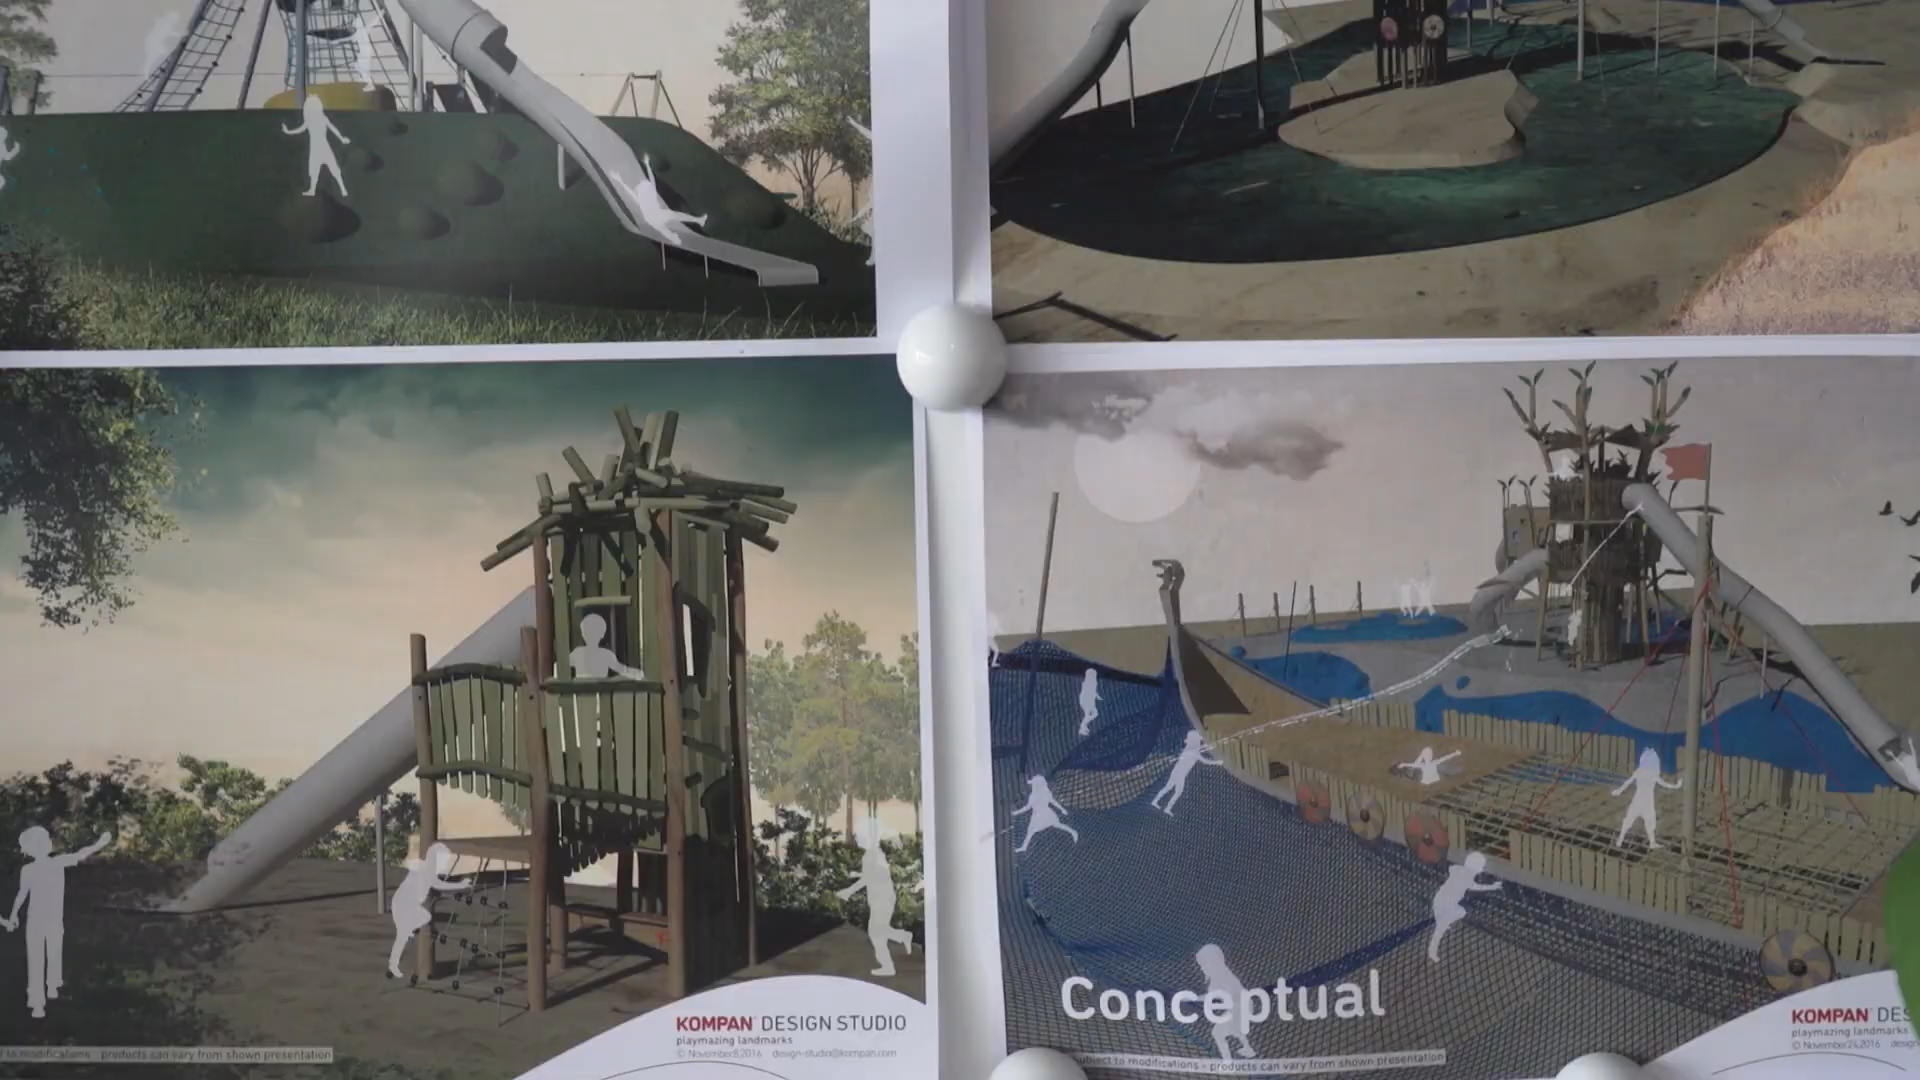 KOMPAN DESIGN STUDIO
playmazing landmarks
© November,8,2016 design-studio@kompan.com
to modifications - products can vary from shown presentation
Conceptual
subject to modifications - products can vary from shown presentation
KOMPAN DES
playmazing landmarks
© November,24,2016